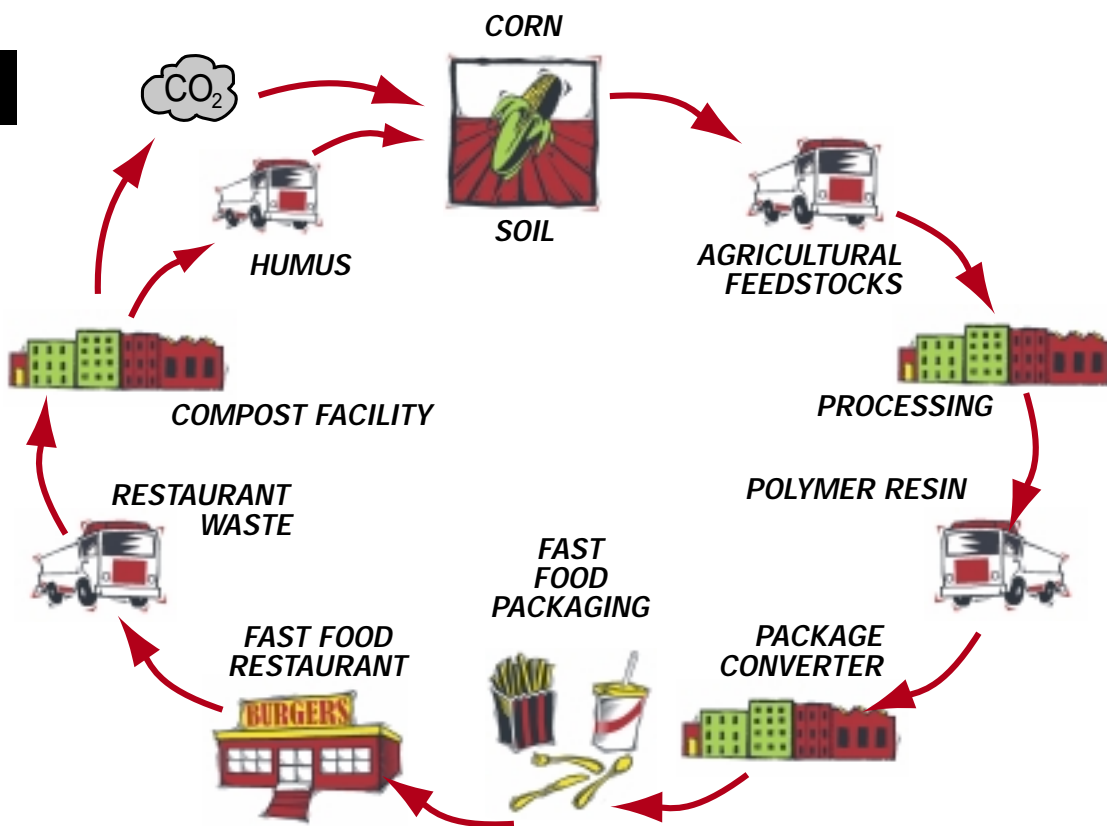 CORN
CO₂
SOIL
HUMUS
AGRICULTURAL
FEEDSTOCKS
COMPOST FACILITY
PROCESSING
RESTAURANT
WASTE
POLYMER RESIN
FAST
FOOD
PACKAGING
FAST FOOD
RESTAURANT
PACKAGE
CONVERTER
BURGERS